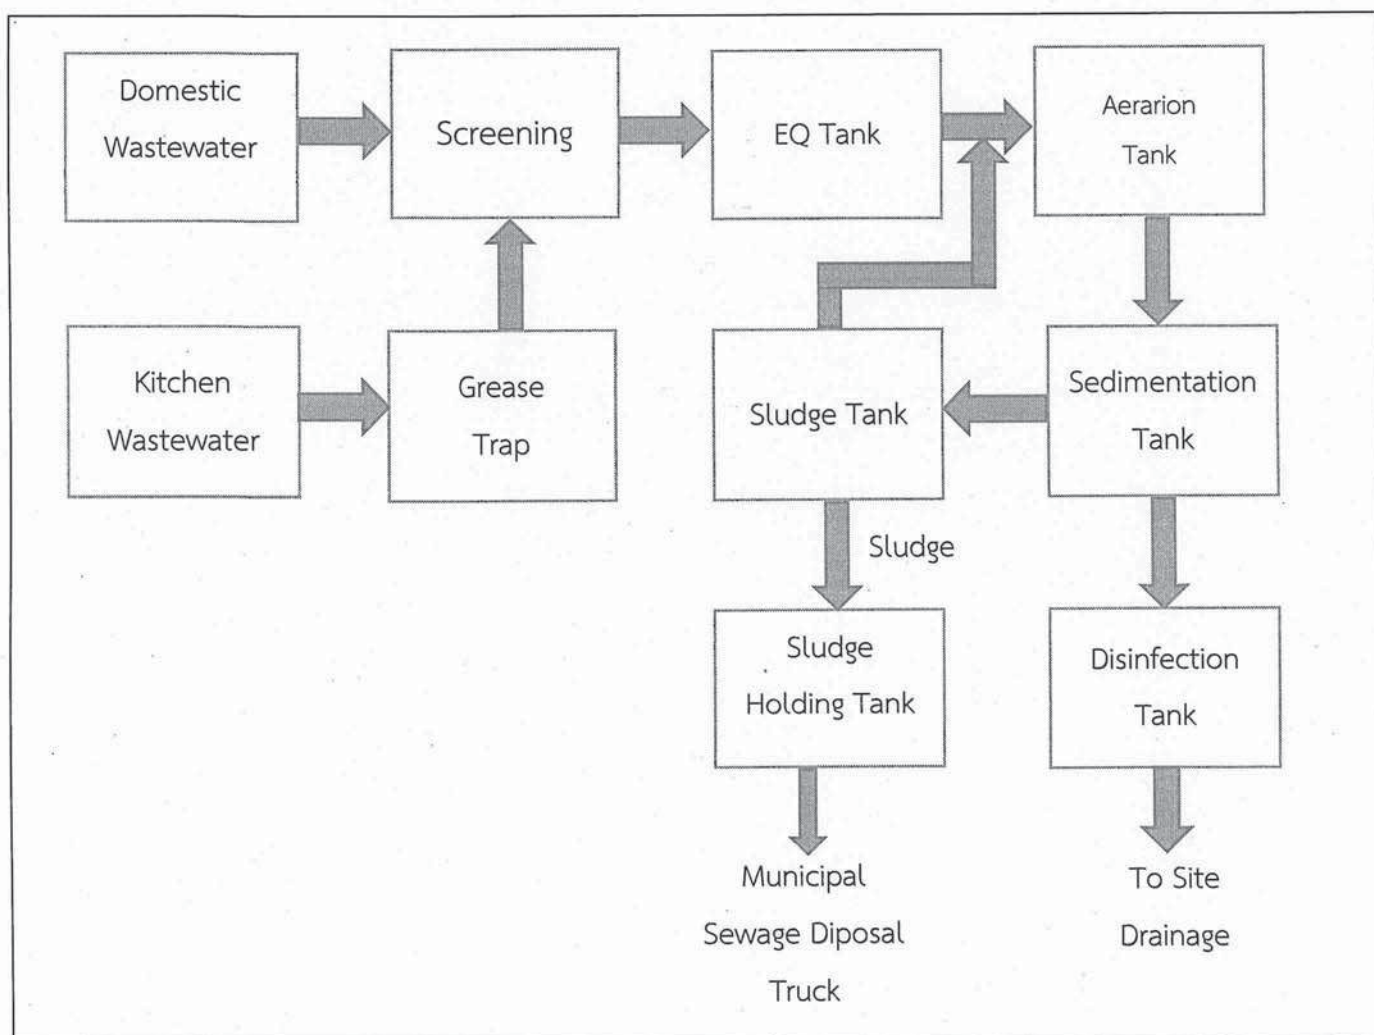 Domestic
Wastewater
Screening
EQ Tank
Aerarion
Tank
Kitchen
Wastewater
Grease
Trap
Sludge Tank
Sedimentation
Tank
Sludge
Sludge
Holding Tank
Disinfection
Tank
Municipal
Sewage Diposal
Truck
To Site
Drainage